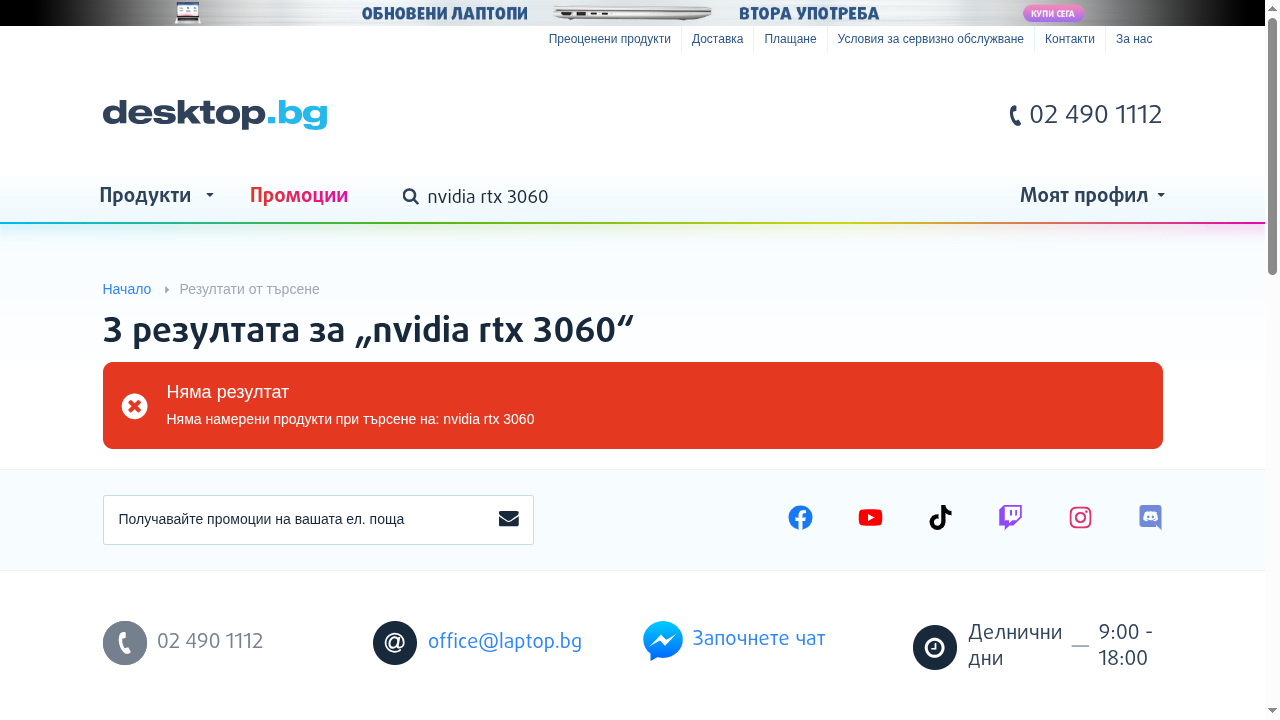 ОБНОВЕНИ ЛАПТОПИ ВТОРА УПОТРЕБА КУПИ СЕГА
Преоценени продукти Доставка Плащане Условия за сервизно обслужване Контакти За нас
desktop.bg 02 490 1112
Продукти Промоции nvidia rtx 3060 Моят профил
Начало Резултати от търсене
3 резултата за „nvidia rtx 3060“
Няма резултат
Няма намерени продукти при търсене на: nvidia rtx 3060
Получавайте промоции на вашата ел. поща
02 490 1112 office@laptop.bg Започнете чат Делнични дни — 9:00 - 18:00